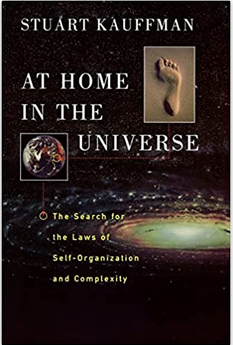 STUART KAUFFMAN
AT HOME
IN THE
UNIVERSE
The Search for
the Laws of
Self-Organization
and Complexity